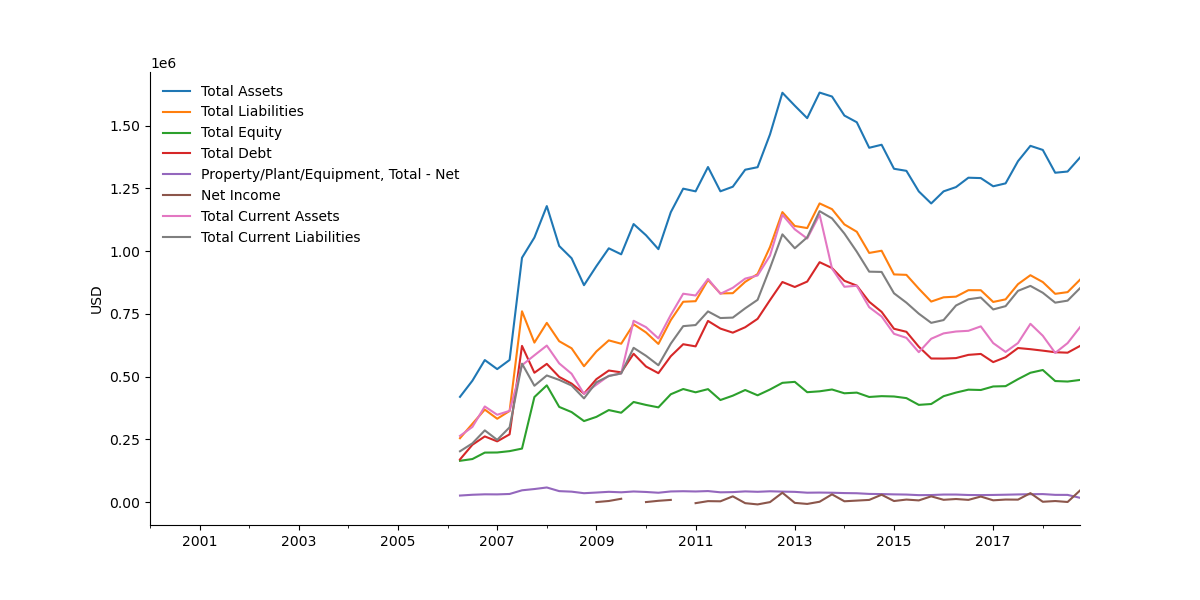 1e6
Total Assets
Total Liabilities
Total Equity
Total Debt
Property/Plant/Equipment, Total - Net
Net Income
Total Current Assets
Total Current Liabilities
1.50
1.25
1.00
0.75
0.50
0.25
0.00
USD
2001 2003 2005 2007 2009 2011 2013 2015 2017